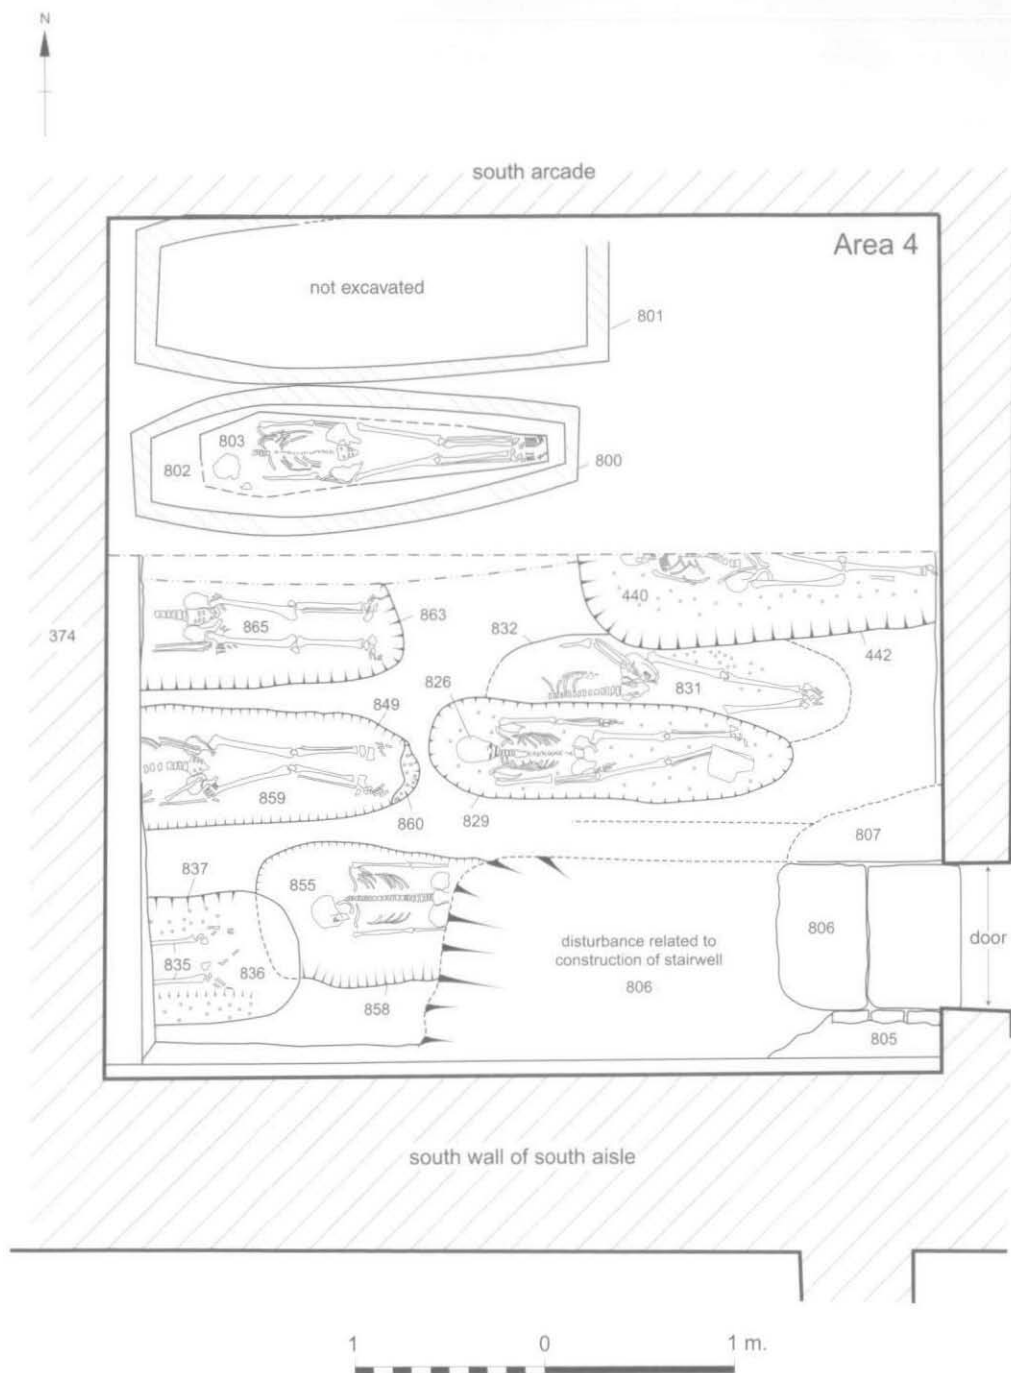 N
south arcade
Area 4
not excavated
801
803
802
800
440
863
374
865
832
442
826
831
849
859
860
829
807
837
855
835
836
806
door
disturbance related to
construction of stairwell
806
858
805
south wall of south aisle
1 0 1 m.